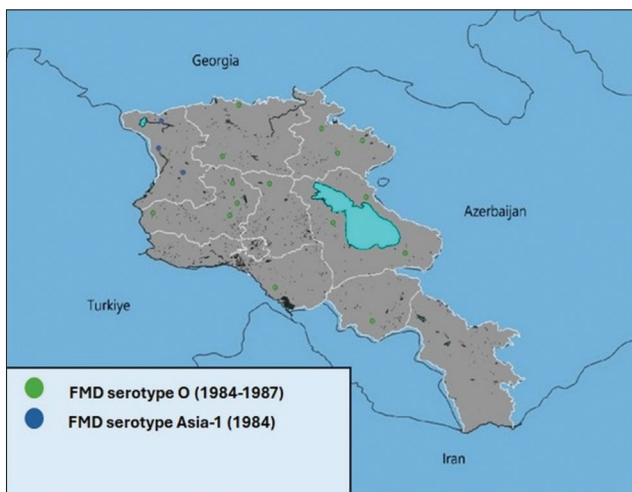 Georgia
Azerbaijan
Turkiye
FMD serotype O (1984-1987)
FMD serotype Asia-1 (1984)
Iran